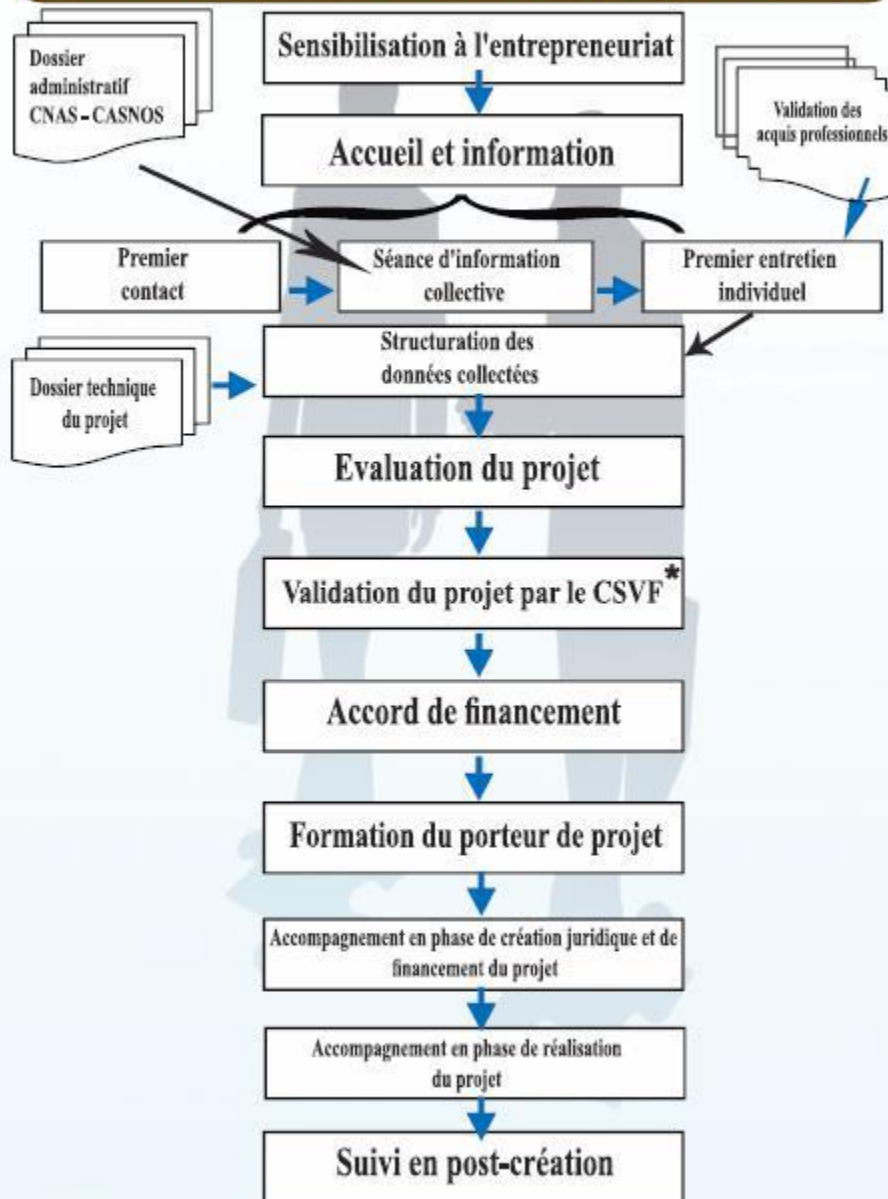 Dossier
administratif
CNAS - CASNOS
Sensibilisation à l'entrepreneuriat
Validation des
acquis professionnels
Accueil et information
Premier
contact
Séance d'information
collective
Premier entretien
individuel
Dossier technique
du projet
Structuration des
données collectées
Evaluation du projet
Validation du projet par le CSVF*
Accord de financement
Formation du porteur de projet
Accompagnement en phase de création juridique et de
financement du projet
Accompagnement en phase de réalisation
du projet
Suivi en post-création